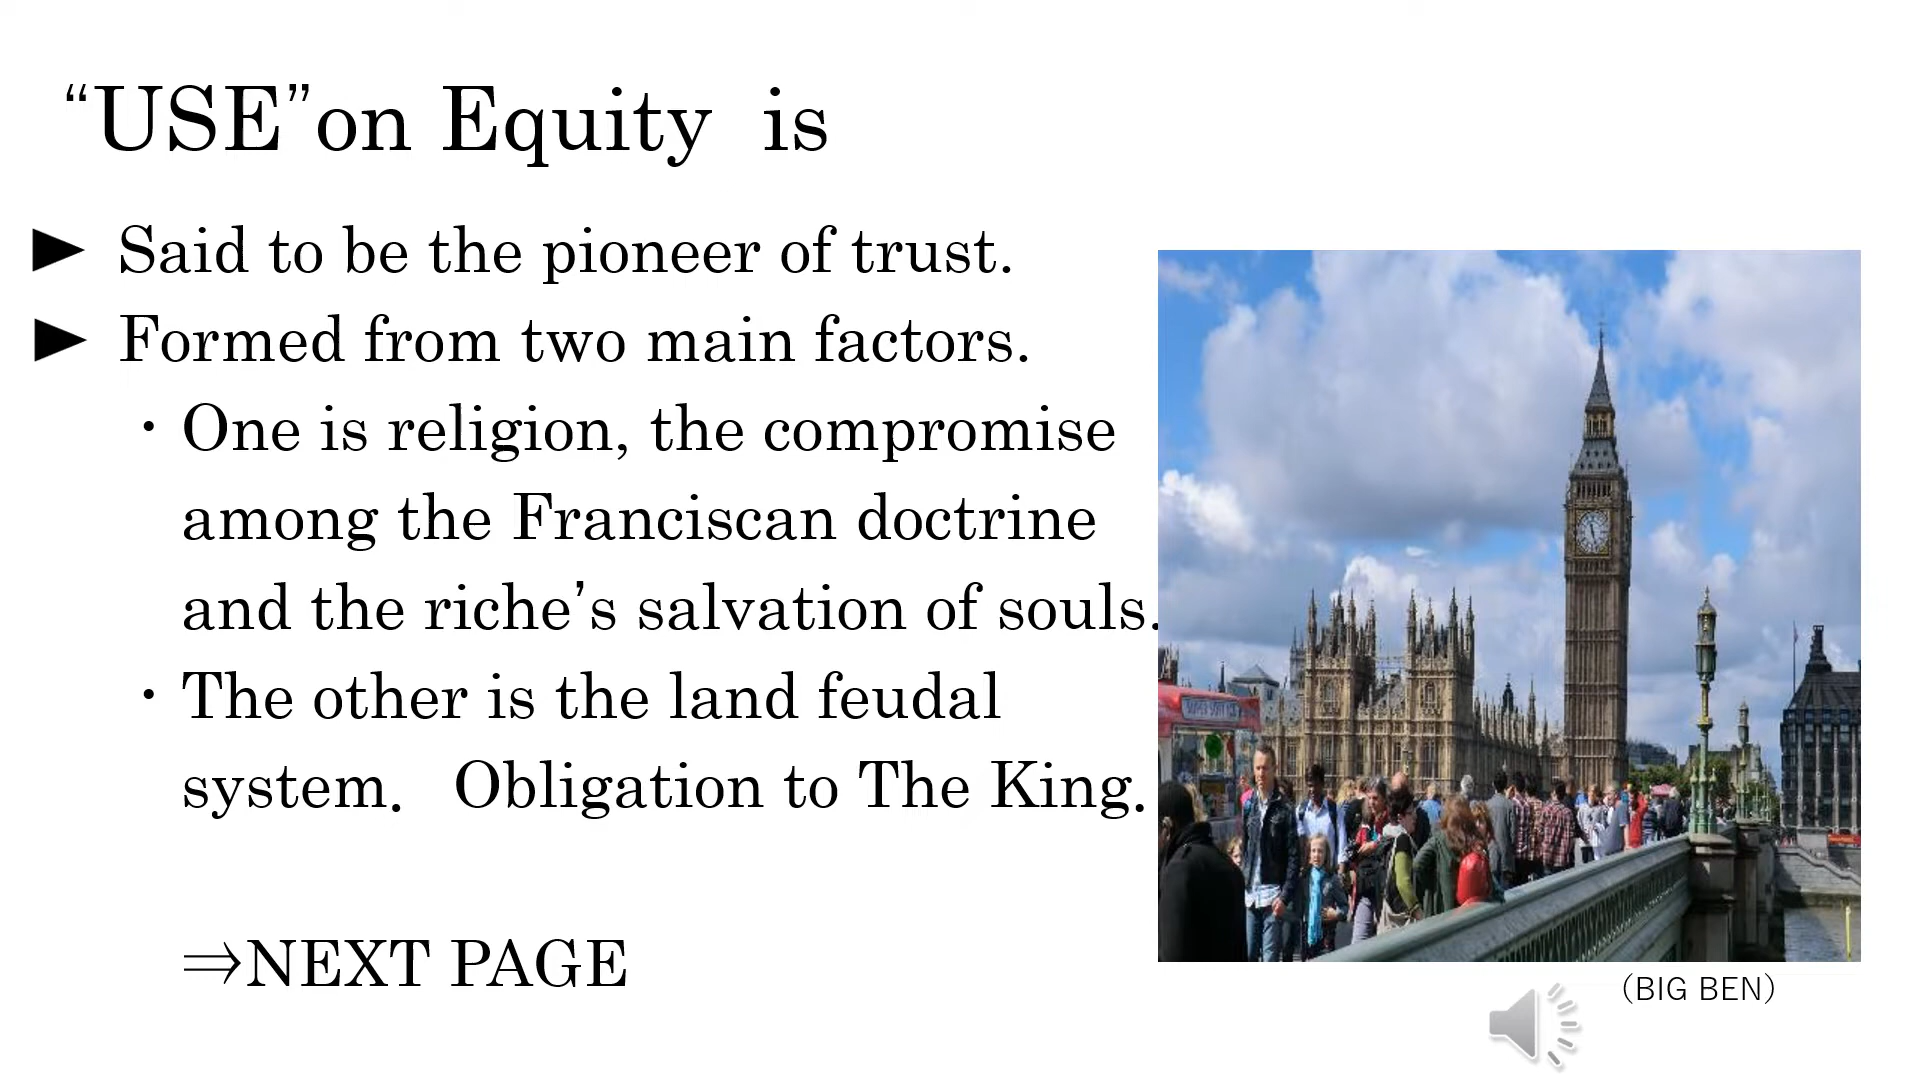 “USE”on Equity is
► Said to be the pioneer of trust.
► Formed from two main factors.
・One is religion, the compromise
among the Franciscan doctrine
and the riche’s salvation of souls.
・The other is the land feudal
system. Obligation to The King.
⇒NEXT PAGE
(BIG BEN)